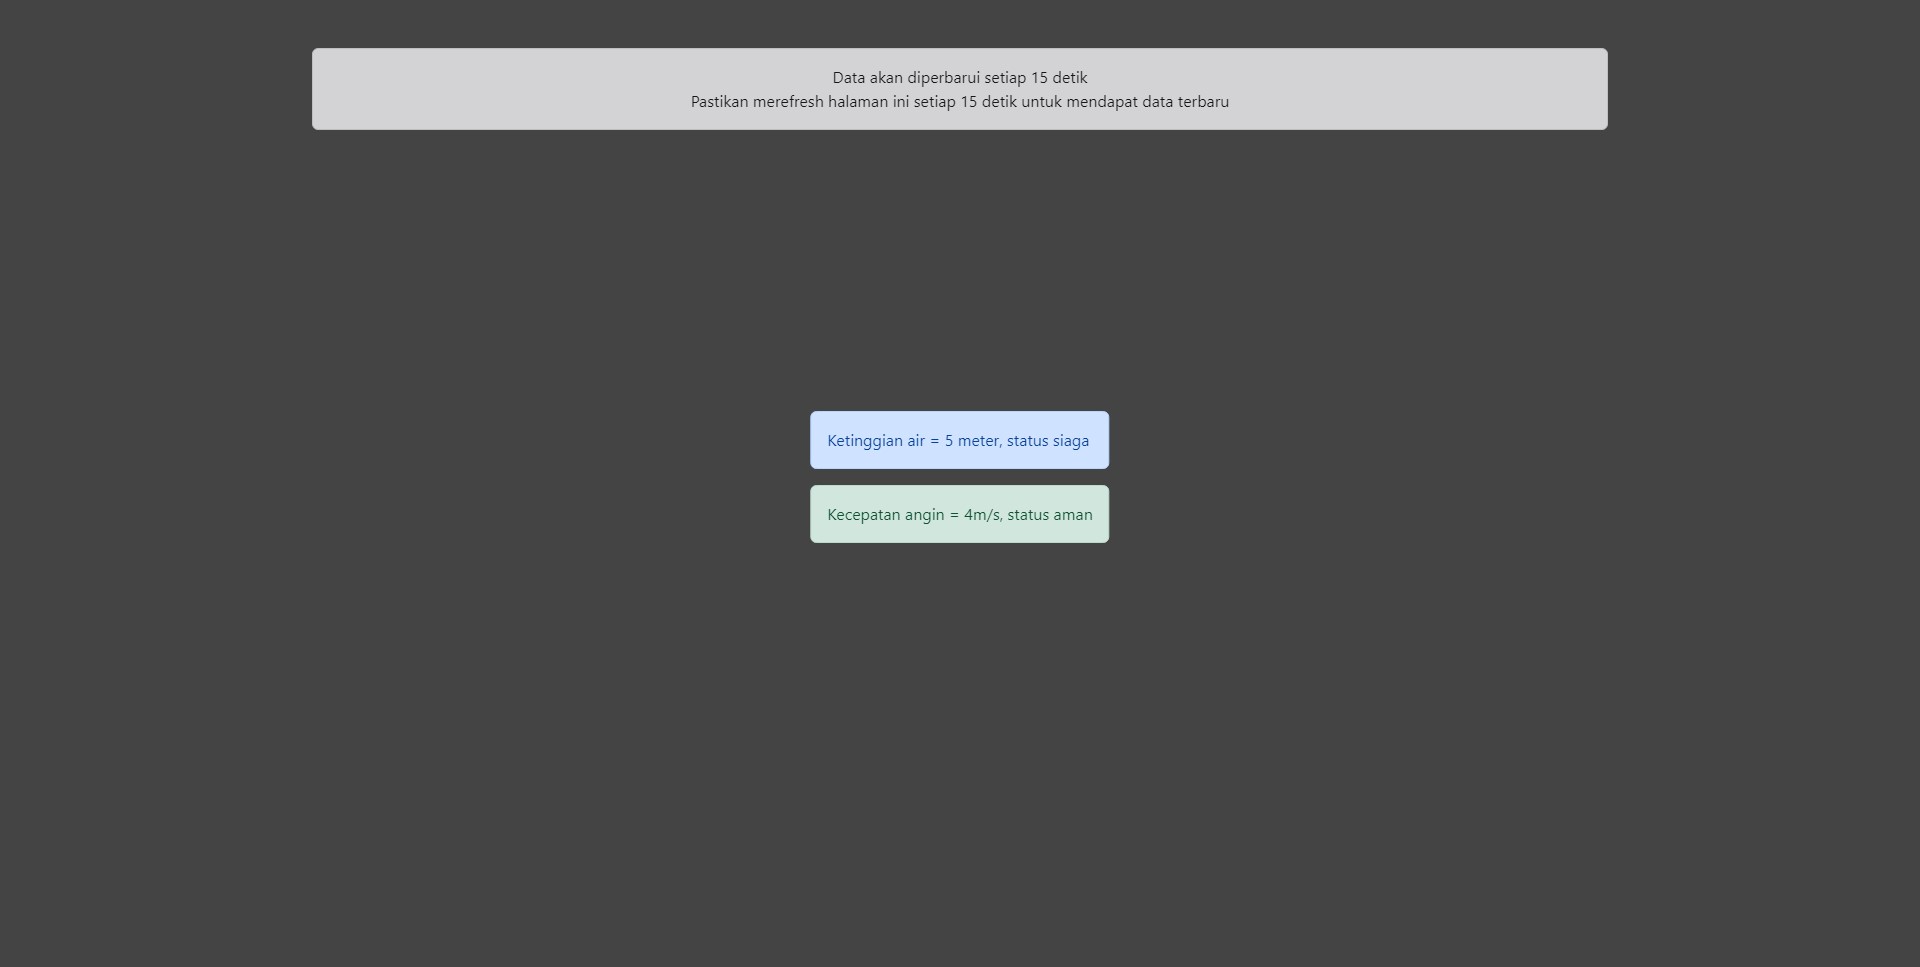 Data akan diperbarui setiap 15 detik
Pastikan merefresh halaman ini setiap 15 detik untuk mendapat data terbaru
Ketinggian air = 5 meter, status siaga
Kecepatan angin = 4m/s, status aman